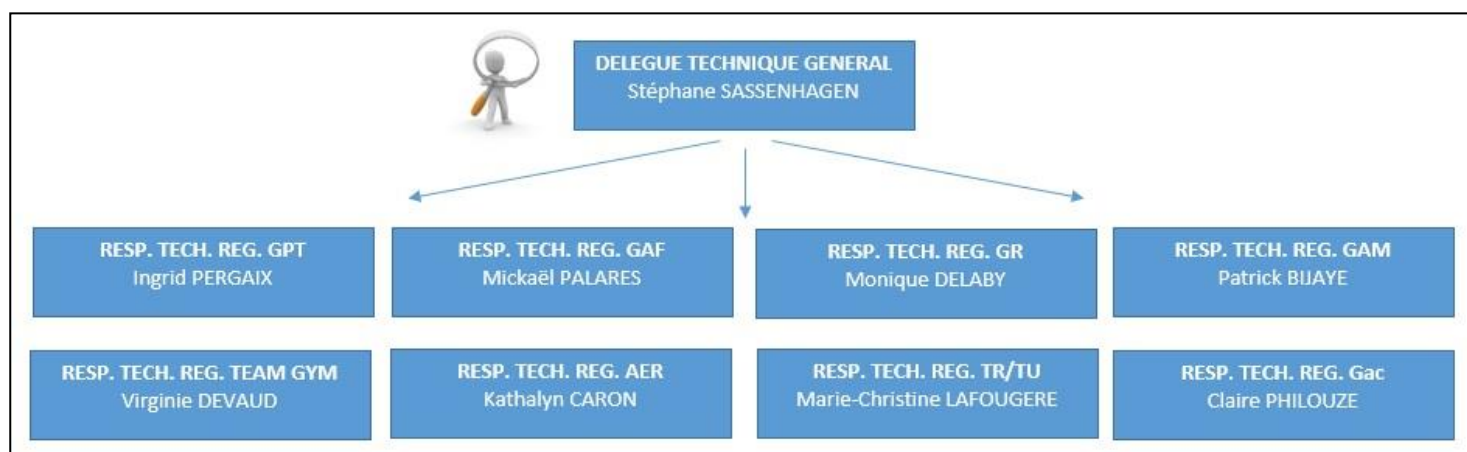 DELEGUE TECHNIQUE GENERAL
Stéphane SASSENHAGEN
RESP. TECH. REG. GPT
Ingrid PERGAIX
RESP. TECH. REG. GAF
Mickaël PALARES
RESP. TECH. REG. GR
Monique DELABY
RESP. TECH. REG. GAM
Patrick BIJAYE
RESP. TECH. REG. TEAM GYM
Virginie DEVAUD
RESP. TECH. REG. AER
Kathalyn CARON
RESP. TECH. REG. TR/TU
Marie-Christine LAFOUGERE
RESP. TECH. REG. Gac
Claire PHILOUZE